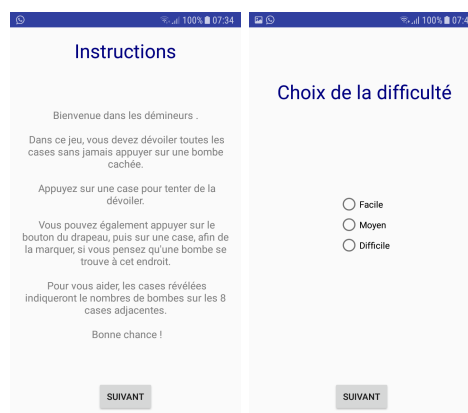 100% 07:34
Instructions
Bienvenue dans les démineurs .
Dans ce jeu, vous devez dévoiler toutes les
cases sans jamais appuyer sur une bombe
cachée.
Appuyez sur une case pour tenter de la
dévoiler.
Vous pouvez également appuyer sur le
bouton du drapeau, puis sur une case, afin de
la marquer, si vous pensez qu'une bombe se
trouve à cet endroit.
Pour vous aider, les cases révélées
indiqueront le nombres de bombes sur les 8
cases adjacentes.
Bonne chance !
SUIVANT
100% 07:4
Choix de la difficulté
Facile
Moyen
Difficile
SUIVANT